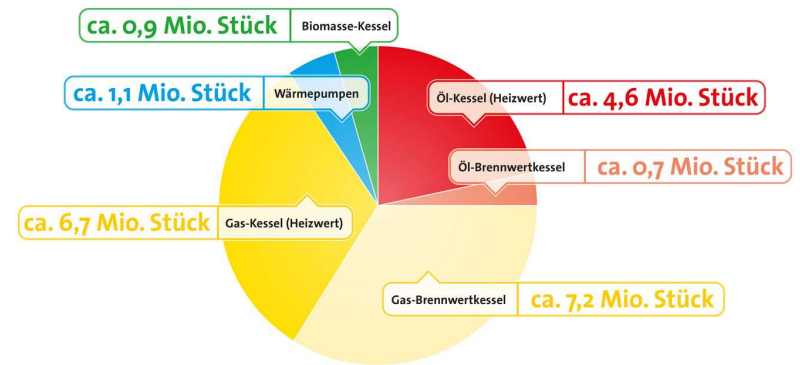 ca. 0,9 Mio. Stück Biomasse-Kessel
ca. 1,1 Mio. Stück Wärmepumpen
Öl-Kessel (Heizwert) ca. 4,6 Mio. Stück
Öl-Brennwertkessel ca. 0,7 Mio. Stück
ca. 6,7 Mio. Stück Gas-Kessel (Heizwert)
Gas-Brennwertkessel ca. 7,2 Mio. Stück